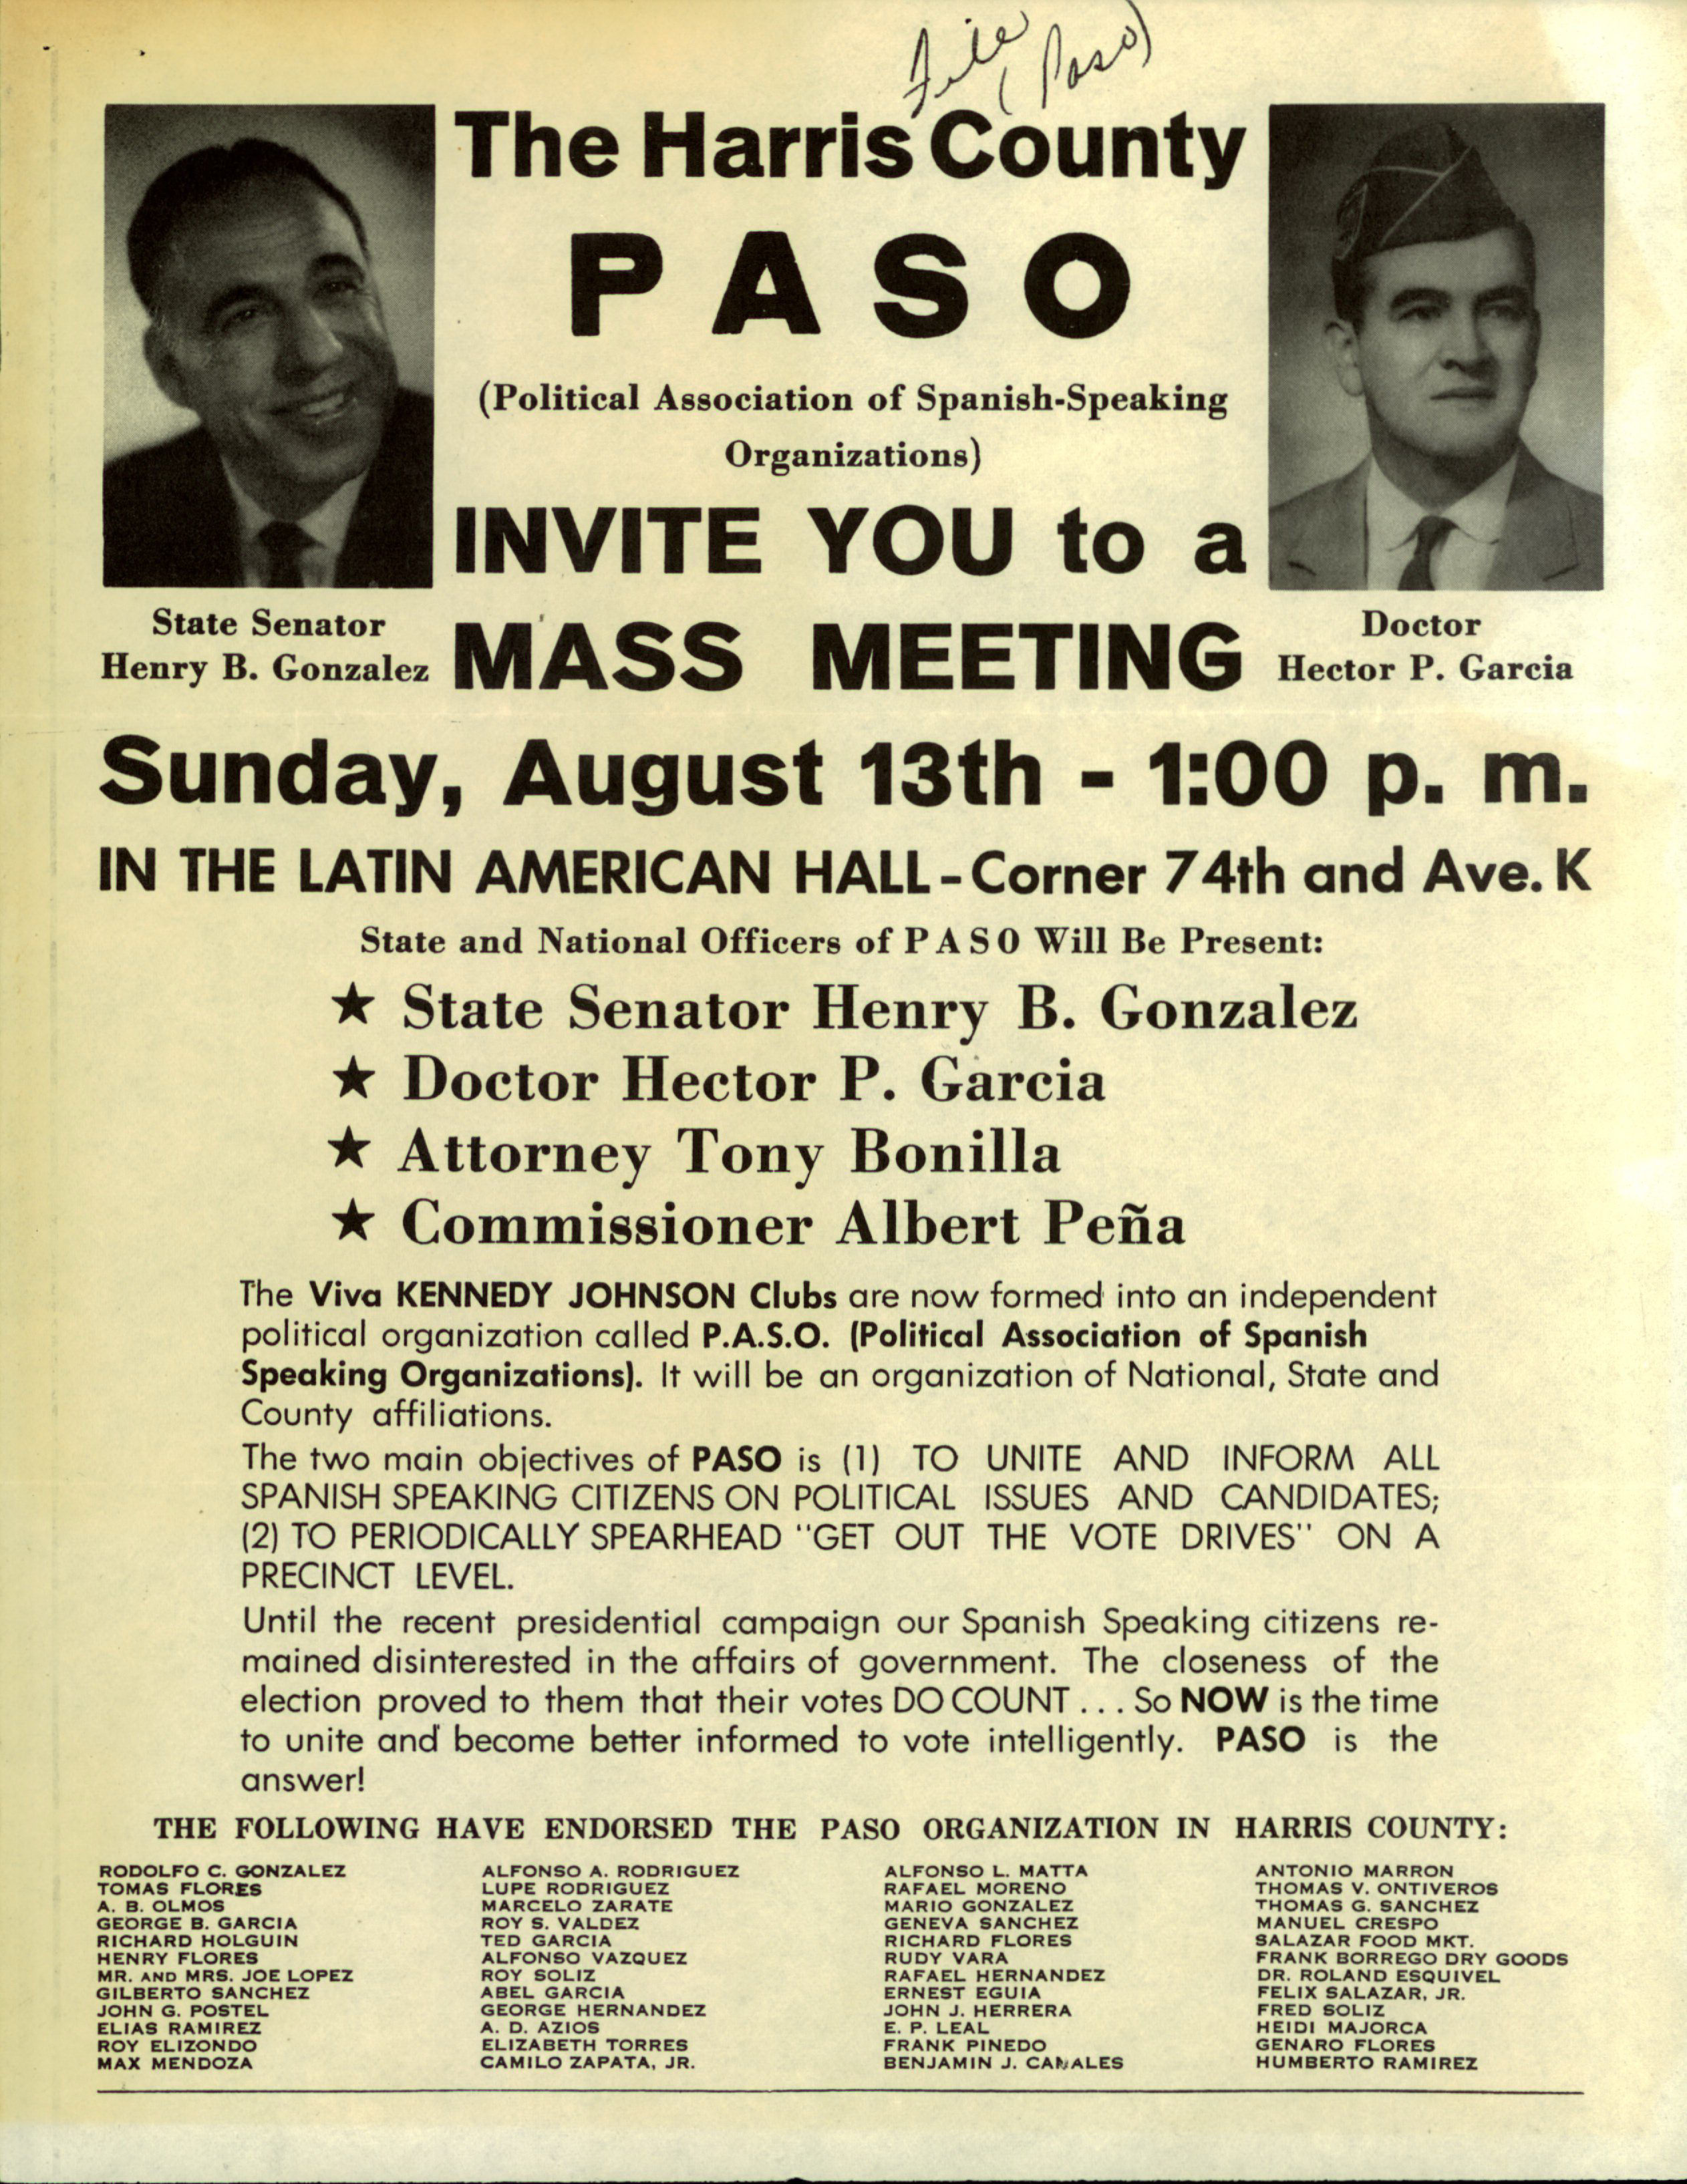 File (Paso)
The Harris County
PASO
(Political Association of Spanish-Speaking
Organizations)
INVITE YOU to a
MASS MEETING
State Senator
Henry B. Gonzalez
Doctor
Hector P. Garcia
Sunday, August 13th - 1:00 p. m.
IN THE LATIN AMERICAN HALL - Corner 74th and Ave. K
State and National Officers of P A S O Will Be Present:
★ State Senator Henry B. Gonzalez
★ Doctor Hector P. Garcia
★ Attorney Tony Bonilla
★ Commissioner Albert Peña
The Viva KENNEDY JOHNSON Clubs are now formed into an independent
political organization called P.A.S.O. (Political Association of Spanish
Speaking Organizations). It will be an organization of National, State and
County affiliations.
The two main objectives of PASO is (1) TO UNITE AND INFORM ALL
SPANISH SPEAKING CITIZENS ON POLITICAL ISSUES AND CANDIDATES;
(2) TO PERIODICALLY SPEARHEAD "GET OUT THE VOTE DRIVES" ON A
PRECINCT LEVEL.
Until the recent presidential campaign our Spanish Speaking citizens re-
mained disinterested in the affairs of government. The closeness of the
election proved to them that their votes DO COUNT . . . So NOW is the time
to unite and become better informed to vote intelligently. PASO is the
answer!
THE FOLLOWING HAVE ENDORSED THE PASO ORGANIZATION IN HARRIS COUNTY:
RODOLFO C. GONZALEZ
TOMAS FLORES
A. B. OLMOS
GEORGE B. GARCIA
RICHARD HOLGUIN
HENRY FLORES
MR. AND MRS. JOE LOPEZ
GILBERTO SANCHEZ
JOHN G. POSTEL
ELIAS RAMIREZ
ROY ELIZONDO
MAX MENDOZA
ALFONSO A. RODRIGUEZ
LUPE RODRIGUEZ
MARCELO ZARATE
ROY S. VALDEZ
TED GARCIA
ALFONSO VAZQUEZ
ROY SOLIZ
ABEL GARCIA
GEORGE HERNANDEZ
A. D. AZIOS
ELIZABETH TORRES
CAMILO ZAPATA, JR.
ALFONSO L. MATTA
RAFAEL MORENO
MARIO GONZALEZ
GENEVA SANCHEZ
RICHARD FLORES
RUDY VARA
RAFAEL HERNANDEZ
ERNEST EGUIA
JOHN J. HERRERA
E. P. LEAL
FRANK PINEDO
BENJAMIN J. CANALES
ANTONIO MARRON
THOMAS V. ONTIVEROS
THOMAS G. SANCHEZ
MANUEL CRESPO
SALAZAR FOOD MKT.
FRANK BORREGO DRY GOODS
DR. ROLAND ESQUIVEL
FELIX SALAZAR, JR.
FRED SOLIZ
HEIDI MAJORCA
GENARO FLORES
HUMBERTO RAMIREZ